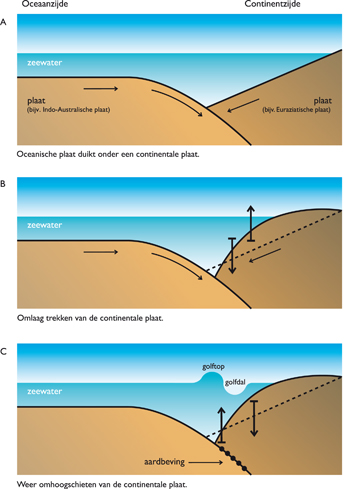 Oceaanzijde Continentzijde
A
zeewater
plaat plaat
(bijv. Indo-Australische plaat) (bijv. Euraziatische plaat)
Oceanische plaat duikt onder een continentale plaat.
B
zeewater
Omlaag trekken van de continentale plaat.
C
golftop
zeewater golfdal
aardbeving
Weer omhoogschieten van de continentale plaat.